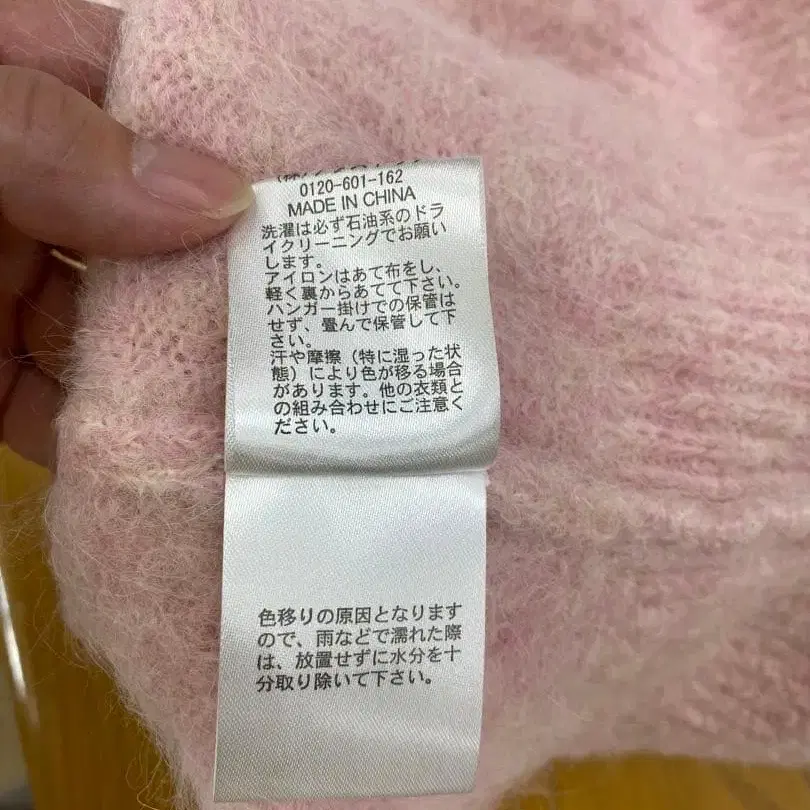 0120-601-162
MADE IN CHINA
洗濯は必ず石油系のドラ
イクリーニングでお願い
します。
アイロンはあて布をし、
軽く裏からあてて下さい。
ハンガー掛けでの保管は
せず、畳んで保管して下
さい。
汗や摩擦（特に湿った状
態）により色が移る場合
があります。他の衣類と
の組み合わせにご注意く
ださい。
色移りの原因となります
ので、雨などで濡れた際
は、放置せずに水分を十
分取り除いて下さい。